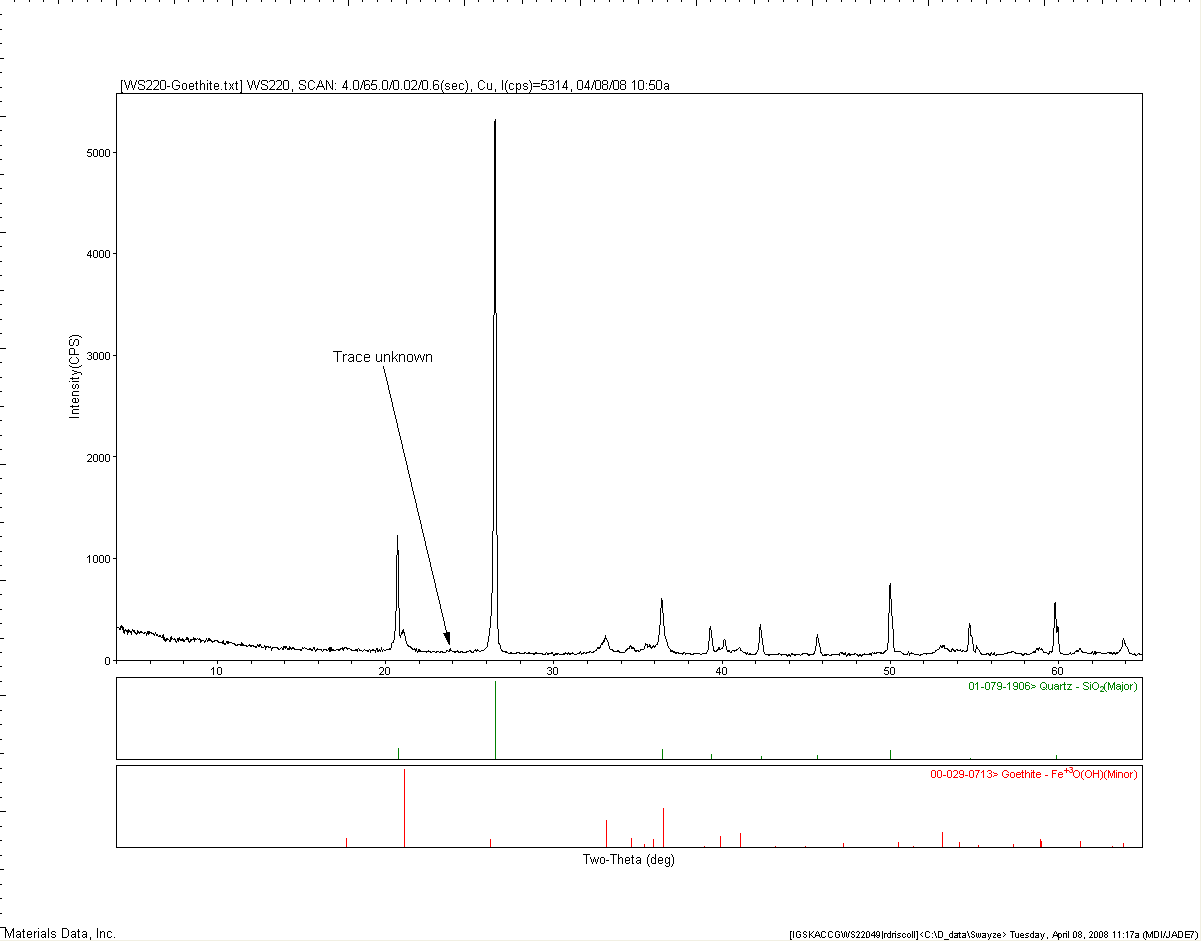 [WS220-Goethite.txt] WS220, SCAN: 4.0/65.0/0.02/0.6(sec), Cu, I(cps)=5314, 04/08/08 10:50a
5000
4000
3000
2000
1000
0
Intensity(CPS)
Trace unknown
10 20 30 40 50 60
01-079-1906> Quartz - SiO₂(Major)
00-029-0713> Goethite - Fe⁺³O(OH)(Minor)
Two-Theta (deg)
Materials Data, Inc.
[IGSKACCGWS22049|rdriscoll]<C:\D_data\Swayze> Tuesday, April 08, 2008 11:17a (MDI/JADE7)